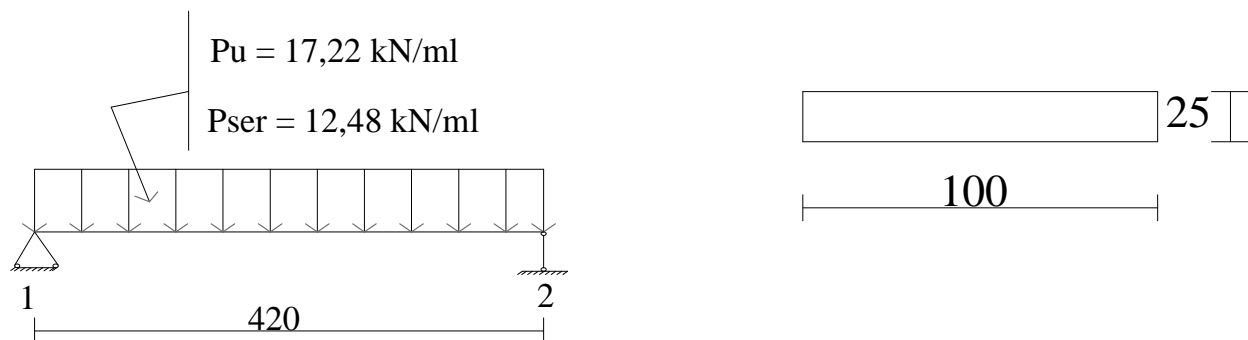 Pu = 17,22 kN/ml
Pser = 12,48 kN/ml
25
100
1
2
420